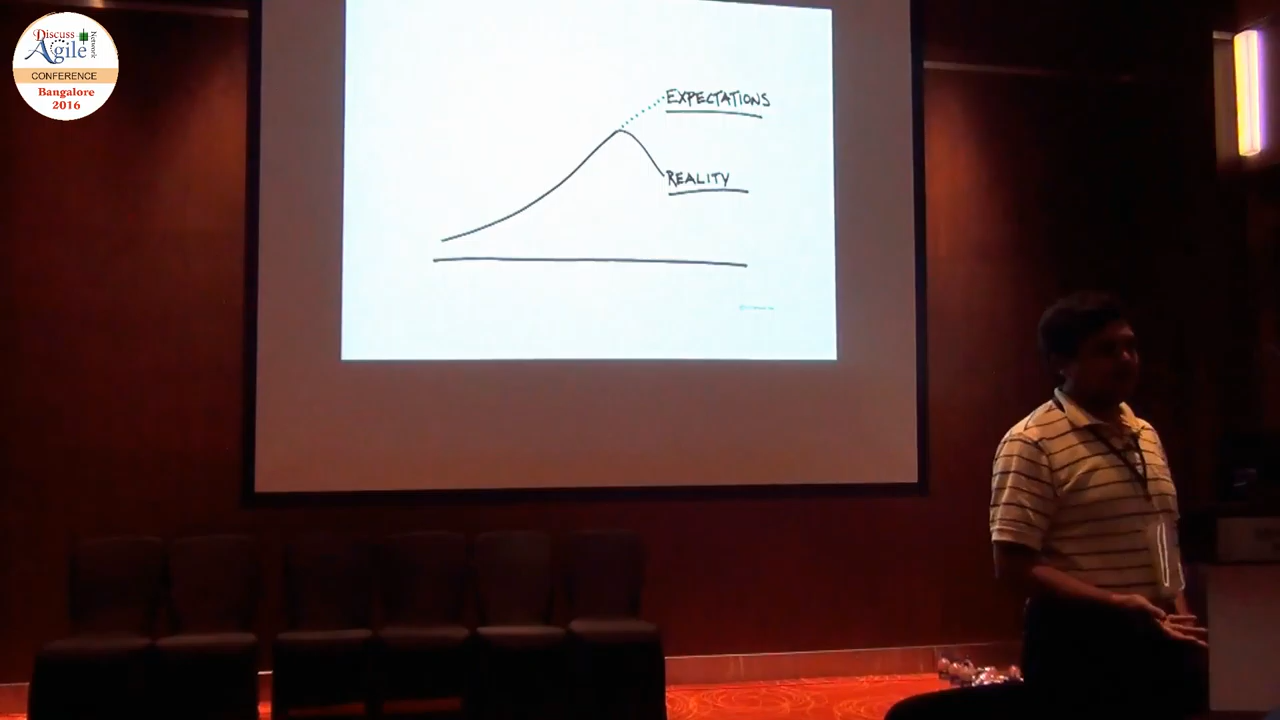 Discuss
Agile
Network
CONFERENCE
Bangalore
2016
EXPECTATIONS
REALITY